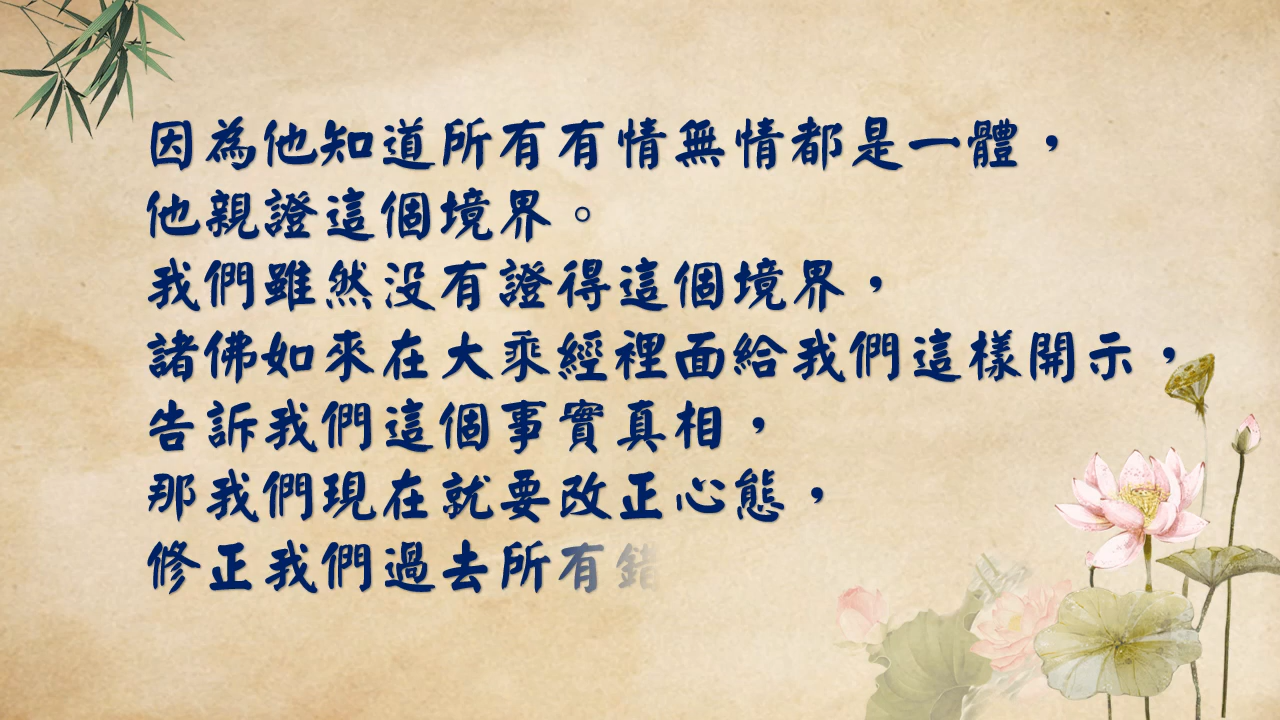 因為他知道所有有情無情都是一體，
他親證這個境界。
我們雖然沒有證得這個境界，
諸佛如來在大乘經裡面給我們這樣開示，
告訴我們這個事實真相，
那我們現在就要改正心態，
修正我們過去所有錯